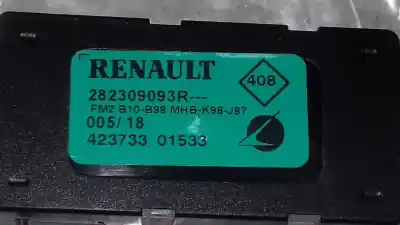 RENAULT
408
282309093R---
FM2 B10-B98 MHB-K98-J87
005/18
423733 01533